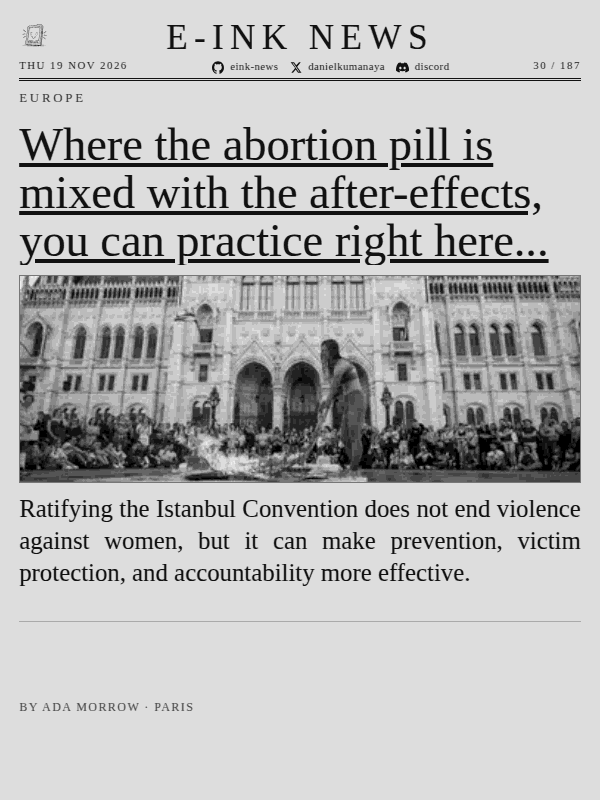 E-INK NEWS
THU 19 NOV 2026
eink-news
danielkumanaya
discord
30 / 187
EUROPE
Where the abortion pill is
mixed with the after-effects,
you can practice right here...
Ratifying the Istanbul Convention does not end violence
against women, but it can make prevention, victim
protection, and accountability more effective.
BY ADA MORROW · PARIS